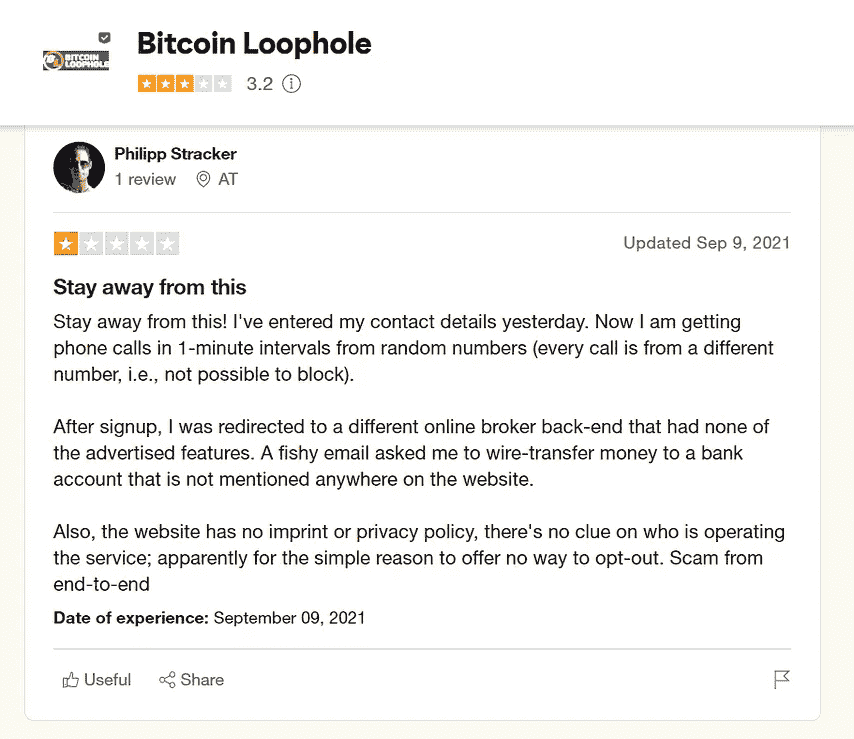 Bitcoin Loophole
BITCOIN
LOOPHOLE
3.2
Philipp Stracker
1 review AT
Updated Sep 9, 2021
Stay away from this
Stay away from this! I've entered my contact details yesterday. Now I am getting
phone calls in 1-minute intervals from random numbers (every call is from a different
number, i.e., not possible to block).
After signup, I was redirected to a different online broker back-end that had none of
the advertised features. A fishy email asked me to wire-transfer money to a bank
account that is not mentioned anywhere on the website.
Also, the website has no imprint or privacy policy, there's no clue on who is operating
the service; apparently for the simple reason to offer no way to opt-out. Scam from
end-to-end
Date of experience: September 09, 2021
Useful Share